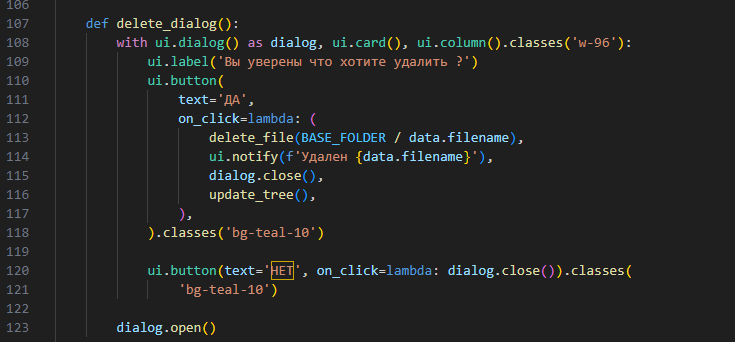 106
107 def delete_dialog():
108 with ui.dialog() as dialog, ui.card(), ui.column().classes('w-96'):
109 ui.label('Вы уверены что хотите удалить ?')
110 ui.button(
111 text='ДА',
112 on_click=lambda: (
113 delete_file(BASE_FOLDER / data.filename),
114 ui.notify(f'Удален {data.filename}'),
115 dialog.close(),
116 update_tree(),
117 ),
118 ).classes('bg-teal-10')
119
120 ui.button(text='НЕТ', on_click=lambda: dialog.close()).classes(
121 'bg-teal-10')
122
123 dialog.open()